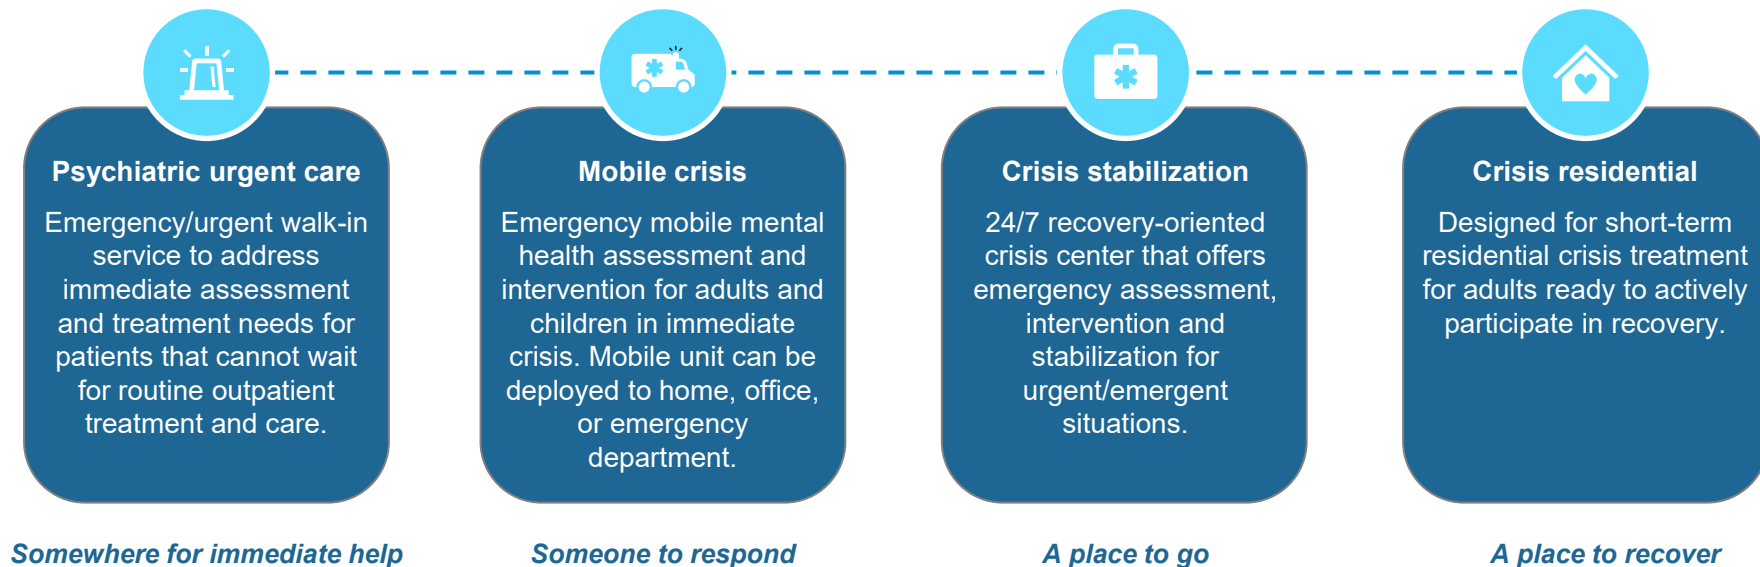 Psychiatric urgent care
Emergency/urgent walk-in
service to address
immediate assessment
and treatment needs for
patients that cannot wait
for routine outpatient
treatment and care.
Somewhere for immediate help
Mobile crisis
Emergency mobile mental
health assessment and
intervention for adults and
children in immediate
crisis. Mobile unit can be
deployed to home, office,
or emergency
department.
Someone to respond
Crisis stabilization
24/7 recovery-oriented
crisis center that offers
emergency assessment,
intervention and
stabilization for
urgent/emergent
situations.
A place to go
Crisis residential
Designed for short-term
residential crisis treatment
for adults ready to actively
participate in recovery.
A place to recover